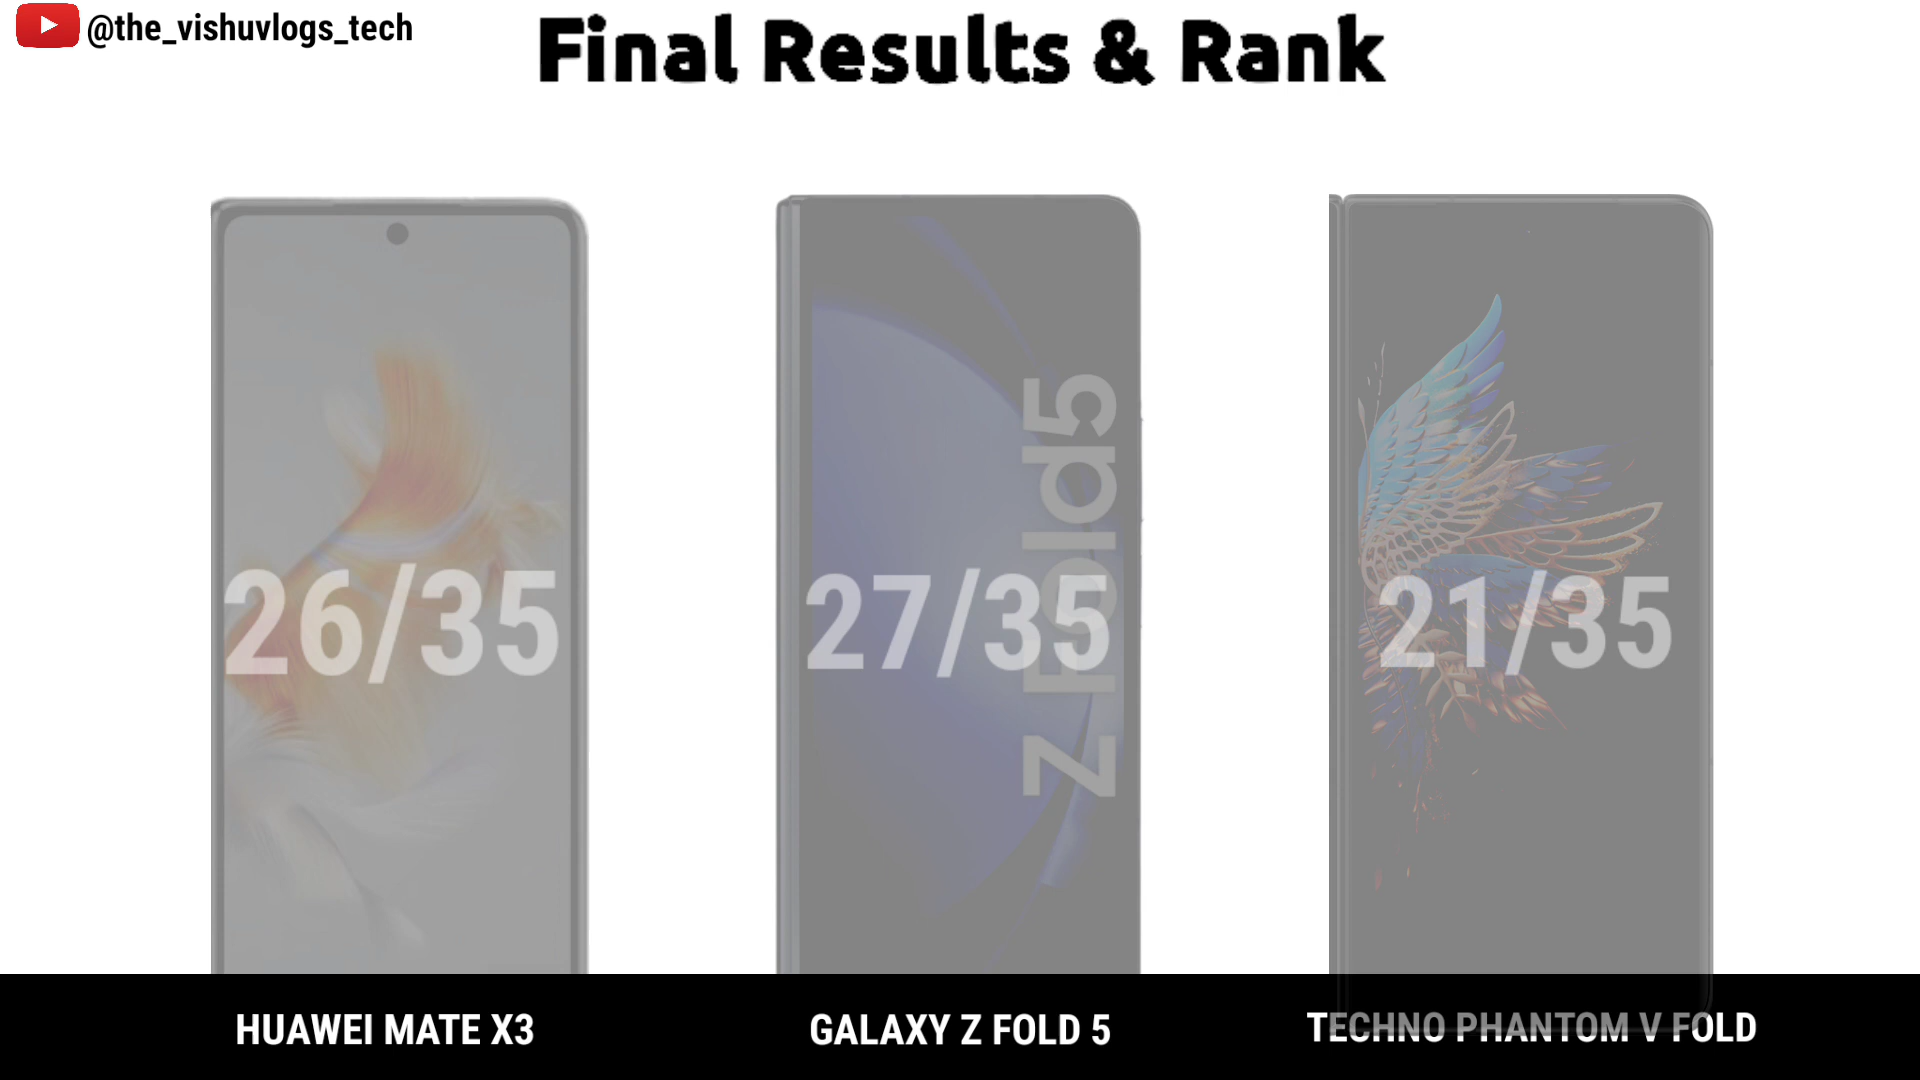 @the_vishuvlogs_tech
Final Results & Rank
Z Fold5
26/35
27/35
21/35
HUAWEI MATE X3
GALAXY Z FOLD 5
TECHNO PHANTOM V FOLD